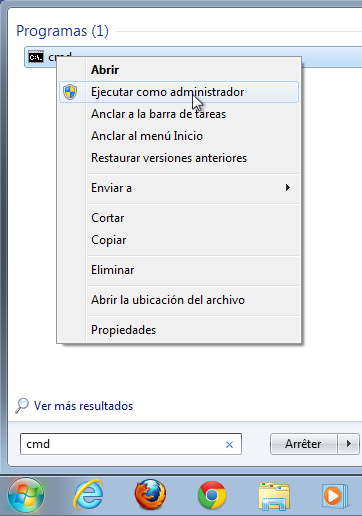 Programas (1)
cmd
Abrir
Ejecutar como administrador
Anclar a la barra de tareas
Anclar al menú Inicio
Restaurar versiones anteriores
Enviar a
Cortar
Copiar
Eliminar
Abrir la ubicación del archivo
Propiedades
Ver más resultados
cmd
Arrêter